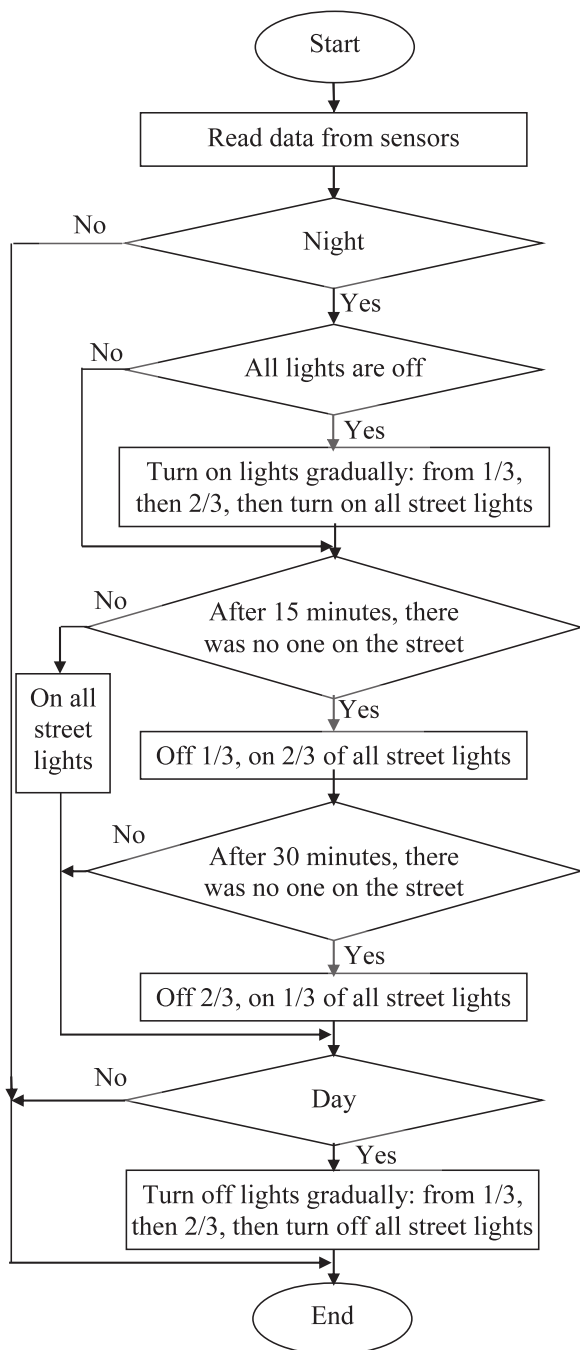 Start
Read data from sensors
No
Night
Yes
No
All lights are off
Yes
Turn on lights gradually: from 1/3,
then 2/3, then turn on all street lights
No
After 15 minutes, there
was no one on the street
On all
street
lights
Yes
Off 1/3, on 2/3 of all street lights
No
After 30 minutes, there
was no one on the street
Yes
Off 2/3, on 1/3 of all street lights
No
Day
Yes
Turn off lights gradually: from 1/3,
then 2/3, then turn off all street lights
End